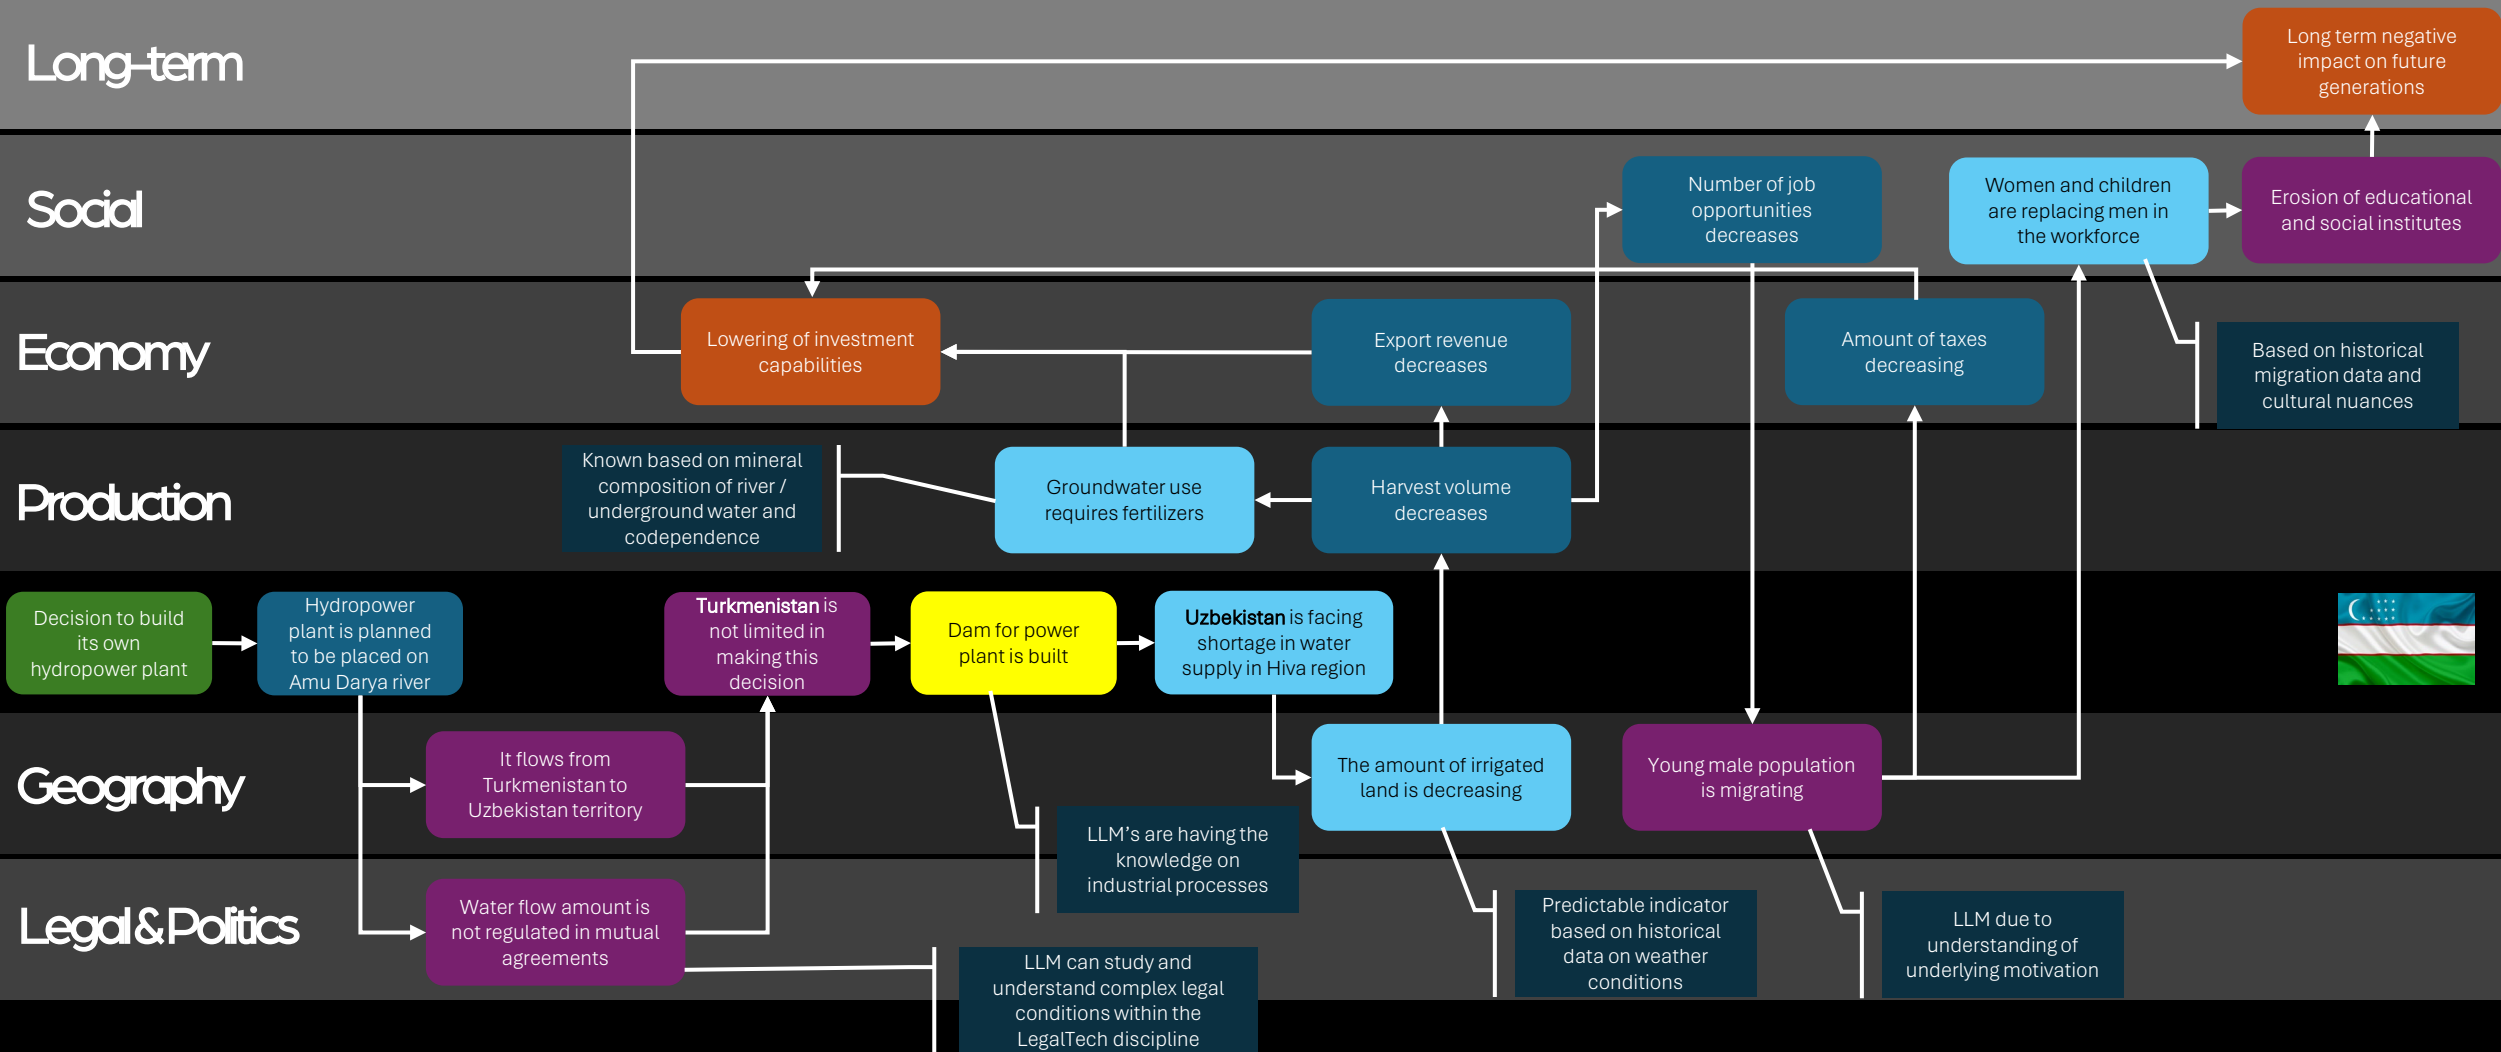 Long-term
Long term negative
impact on future
generations
Social
Number of job
opportunities
decreases
Women and children
are replacing men in
the workforce
Erosion of educational
and social institutes
Economy
Lowering of investment
capabilities
Export revenue
decreases
Amount of taxes
decreasing
Based on historical
migration data and
cultural nuances
Production
Known based on mineral
composition of river /
underground water and
codependence
Groundwater use
requires fertilizers
Harvest volume
decreases
Decision to build
its own
hydropower plant
Hydropower
plant is planned
to be placed on
Amu Darya river
Turkmenistan is
not limited in
making this
decision
Dam for power
plant is built
Uzbekistan is facing
shortage in water
supply in Hiva region
Geography
It flows from
Turkmenistan to
Uzbekistan territory
The amount of irrigated
land is decreasing
Young male population
is migrating
LLM's are having the
knowledge on
industrial processes
Legal & Politics
Water flow amount is
not regulated in mutual
agreements
Predictable indicator
based on historical
data on weather
conditions
LLM due to
understanding of
underlying motivation
LLM can study and
understand complex legal
conditions within the
LegalTech discipline